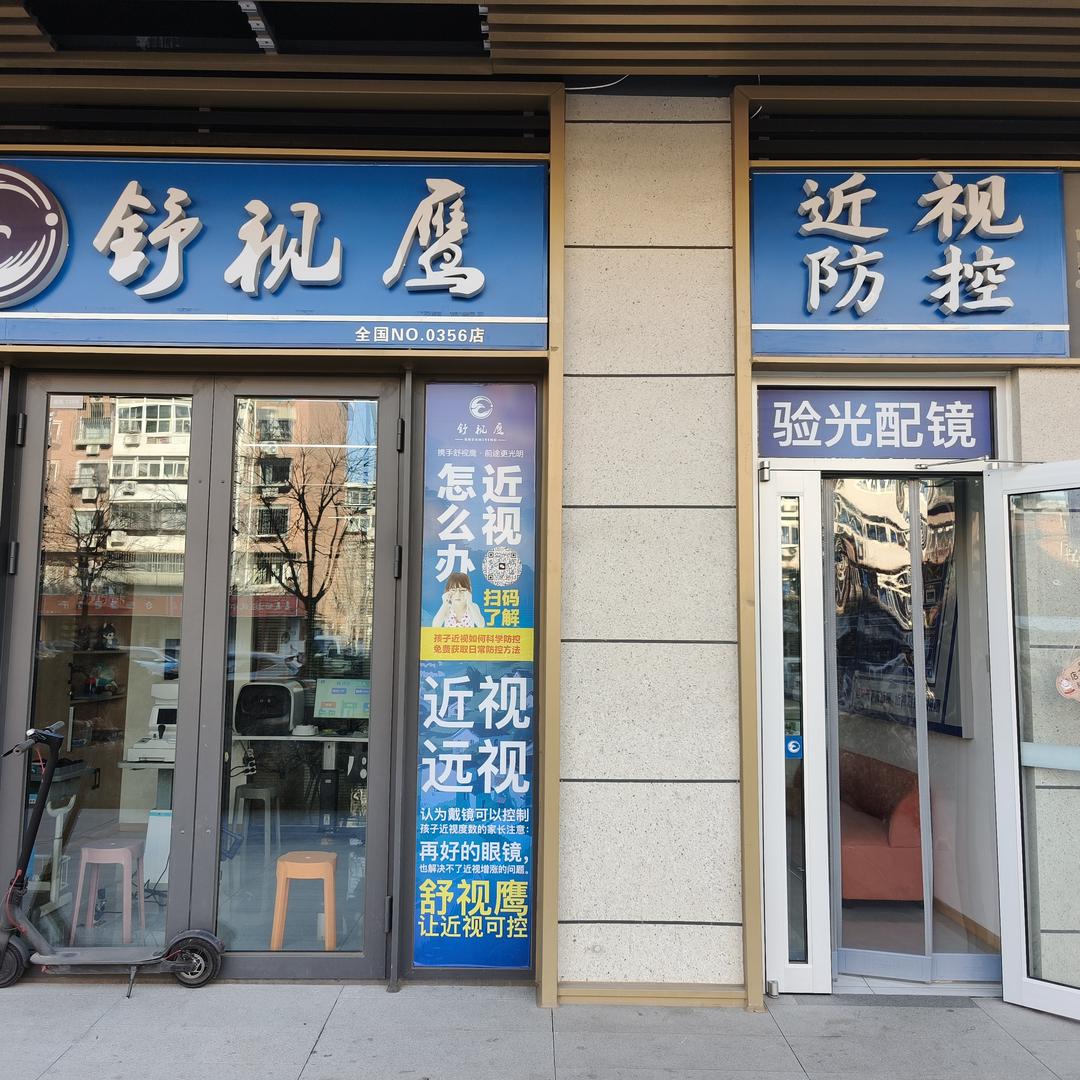 舒视鹰
全国NO.0356店
近视
防控
验光配镜
舒视鹰
携手舒视鹰·前途更光明
近视
怎么办
扫码
了解
孩子近视如何科学防控
免费获取日常防控方法
近视
远视
认为戴镜可以控制
孩子近视度数的家长注意：
再好的眼镜，
也解决不了近视增涨的问题。
舒视鹰
让近视可控